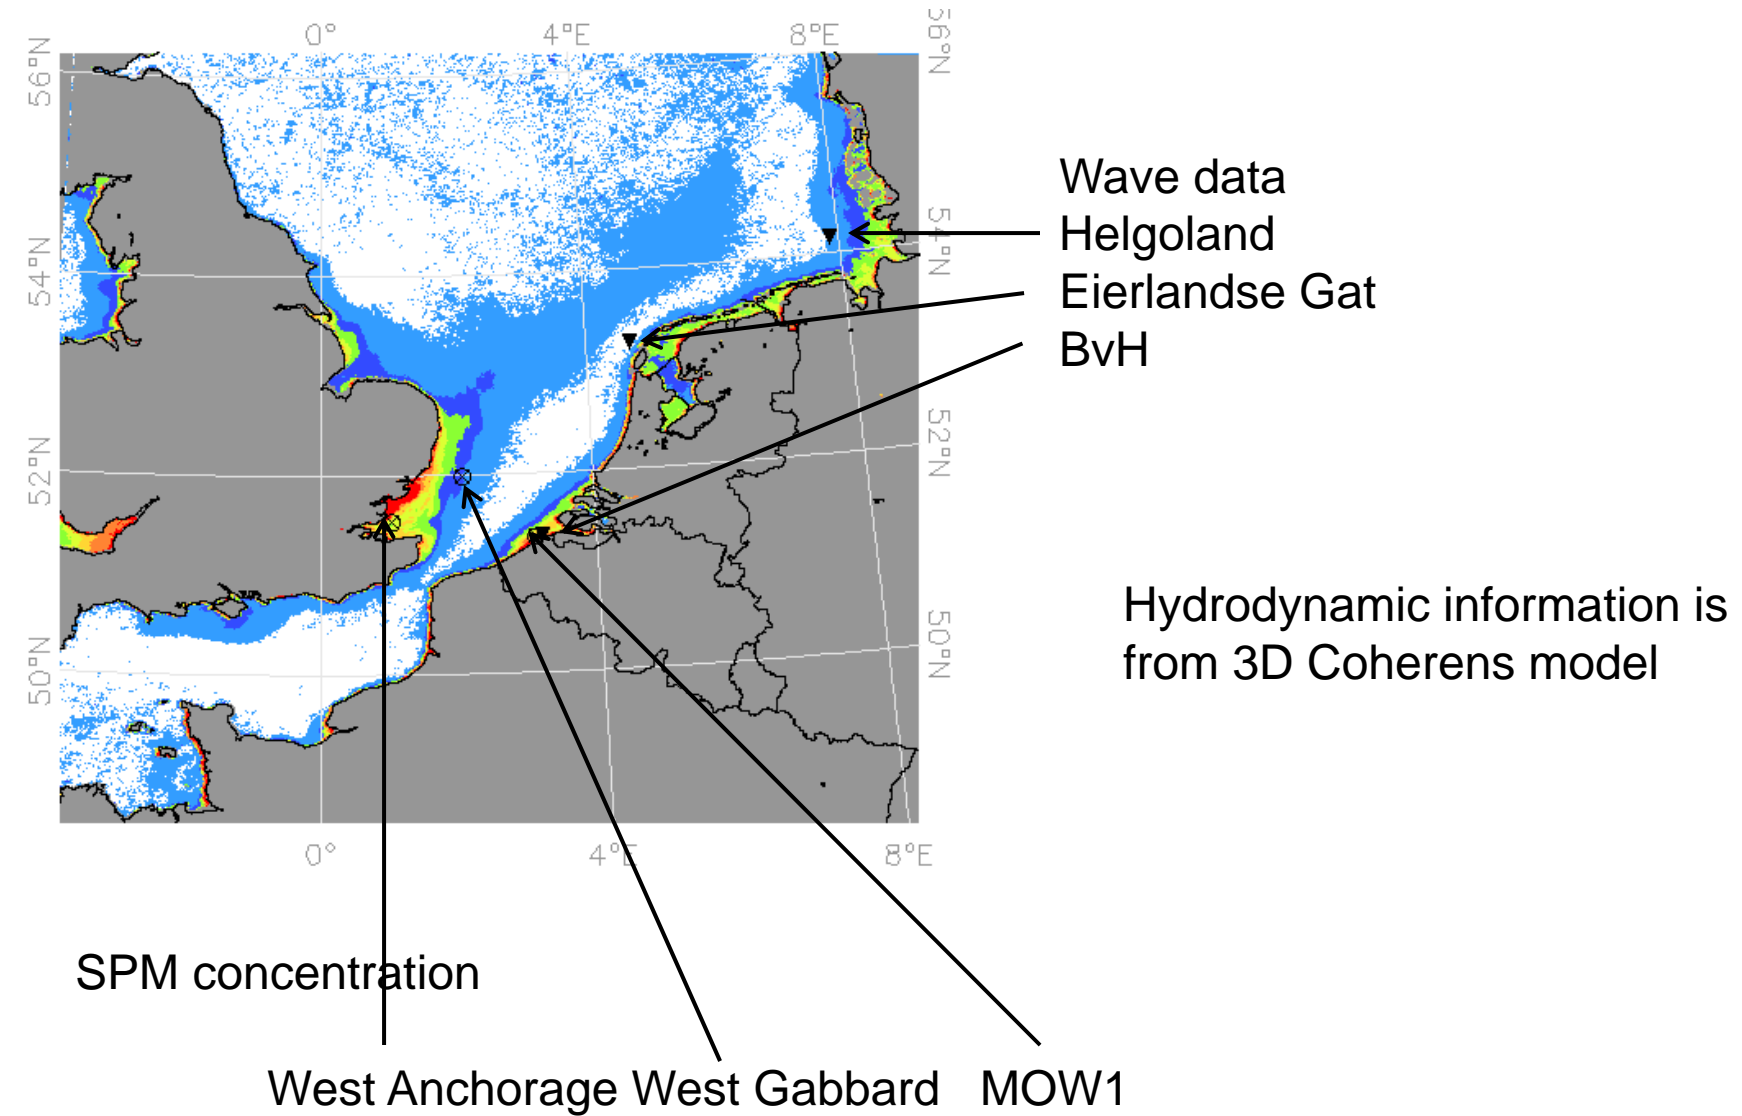 0°
4°E
8°E
56°N
56°N
Wave data
Helgoland
Eierlandse Gat
BvH
54°N
54°N
52°N
52°N
Hydrodynamic information is
from 3D Coherens model
50°N
50°N
0°
4°E
8°E
SPM concentration
West Anchorage West Gabbard MOW1